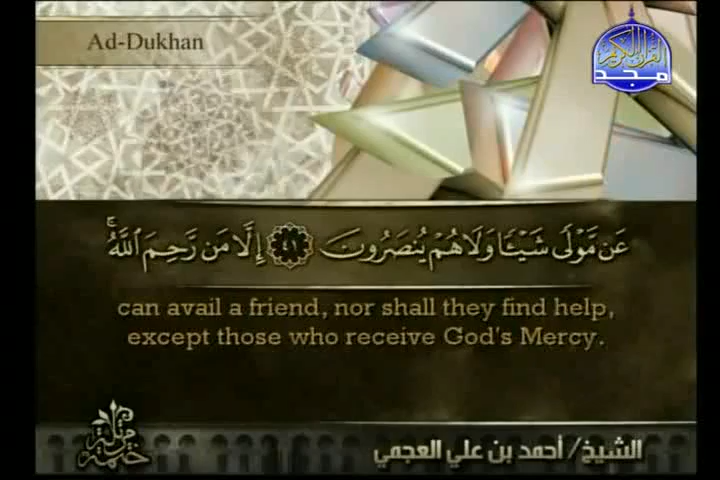 Ad-Dukhan
القرآن الكريم
مجد
عَن مَّوْلًى شَيْـًٔا وَلَا هُمْ يُنصَرُونَ ٤١ إِلَّا مَن رَّحِمَ ٱللَّهُ ۚ
can avail a friend, nor shall they find help,
except those who receive God's Mercy.
الشيخ/ أحمد بن علي العجمي